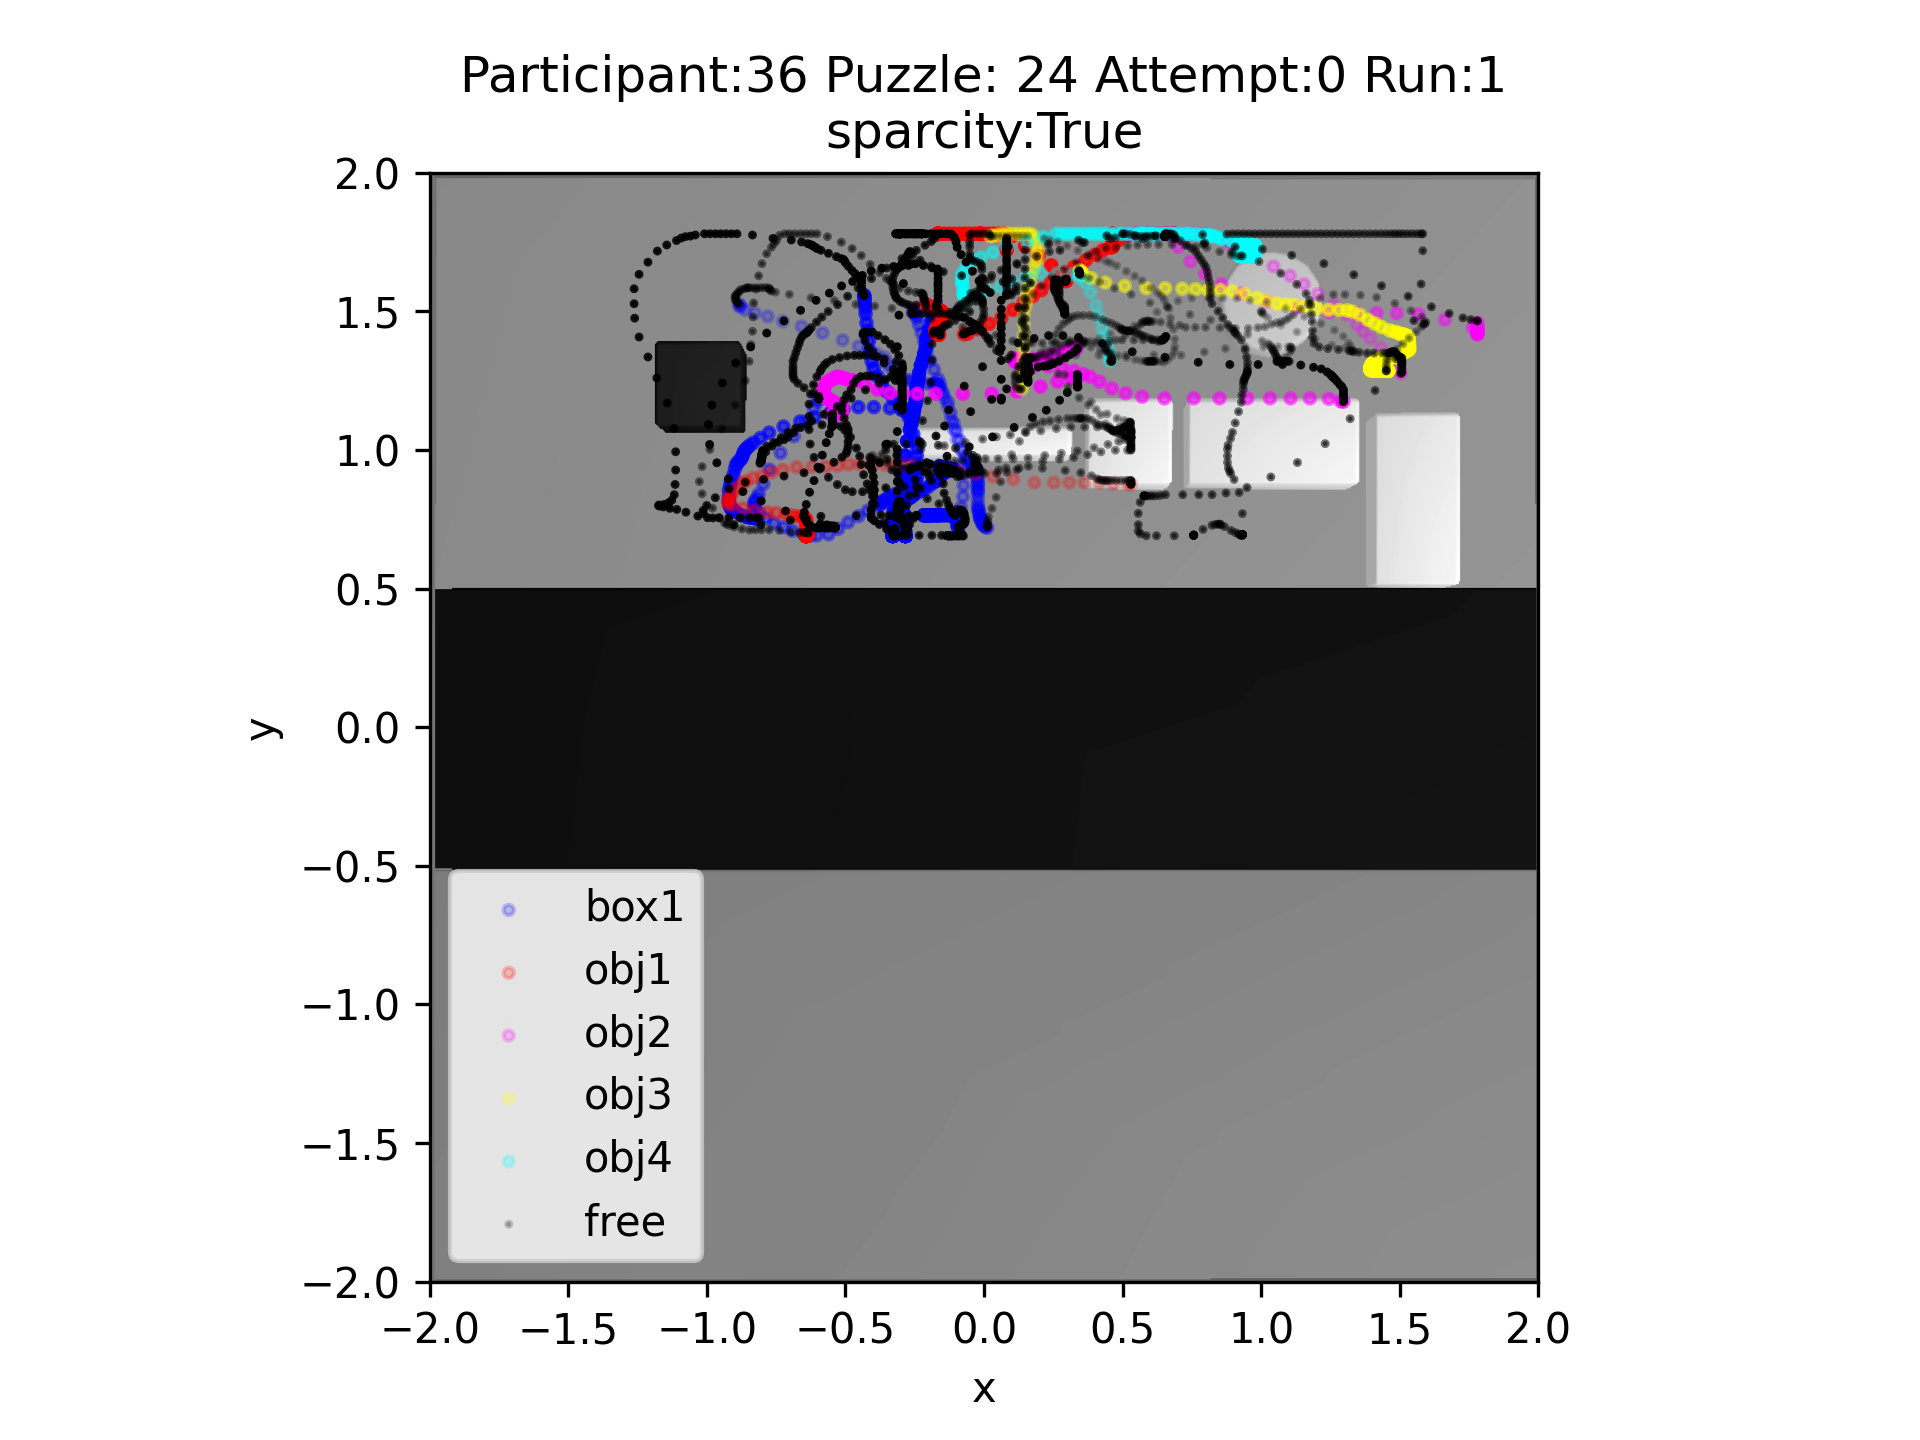 Participant:36 Puzzle: 24 Attempt:0 Run:1
sparcity:True
2.0
1.5
1.0
0.5
0.0
−0.5
−1.0
−1.5
−2.0
y
box1
obj1
obj2
obj3
obj4
free
−2.0 −1.5 −1.0 −0.5 0.0 0.5 1.0 1.5 2.0
x